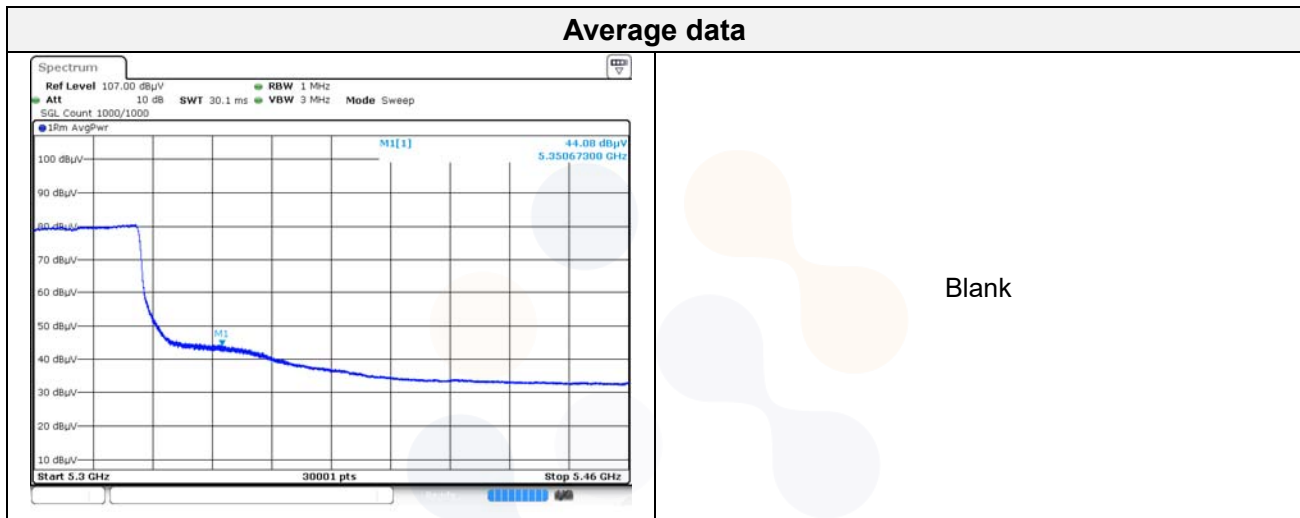 Average data
Spectrum
Ref Level 107.00 dBµV RBW 1 MHz
Att 10 dB SWT 30.1 ms VBW 3 MHz Mode Sweep
SGL Count 1000/1000
1Rm AvgPwr
M1[1] 44.08 dBµV
5.35067300 GHz
100 dBµV
90 dBµV
80 dBµV
70 dBµV
60 dBµV
50 dBµV
M1
40 dBµV
30 dBµV
20 dBµV
10 dBµV
Start 5.3 GHz 30001 pts Stop 5.46 GHz
Blank